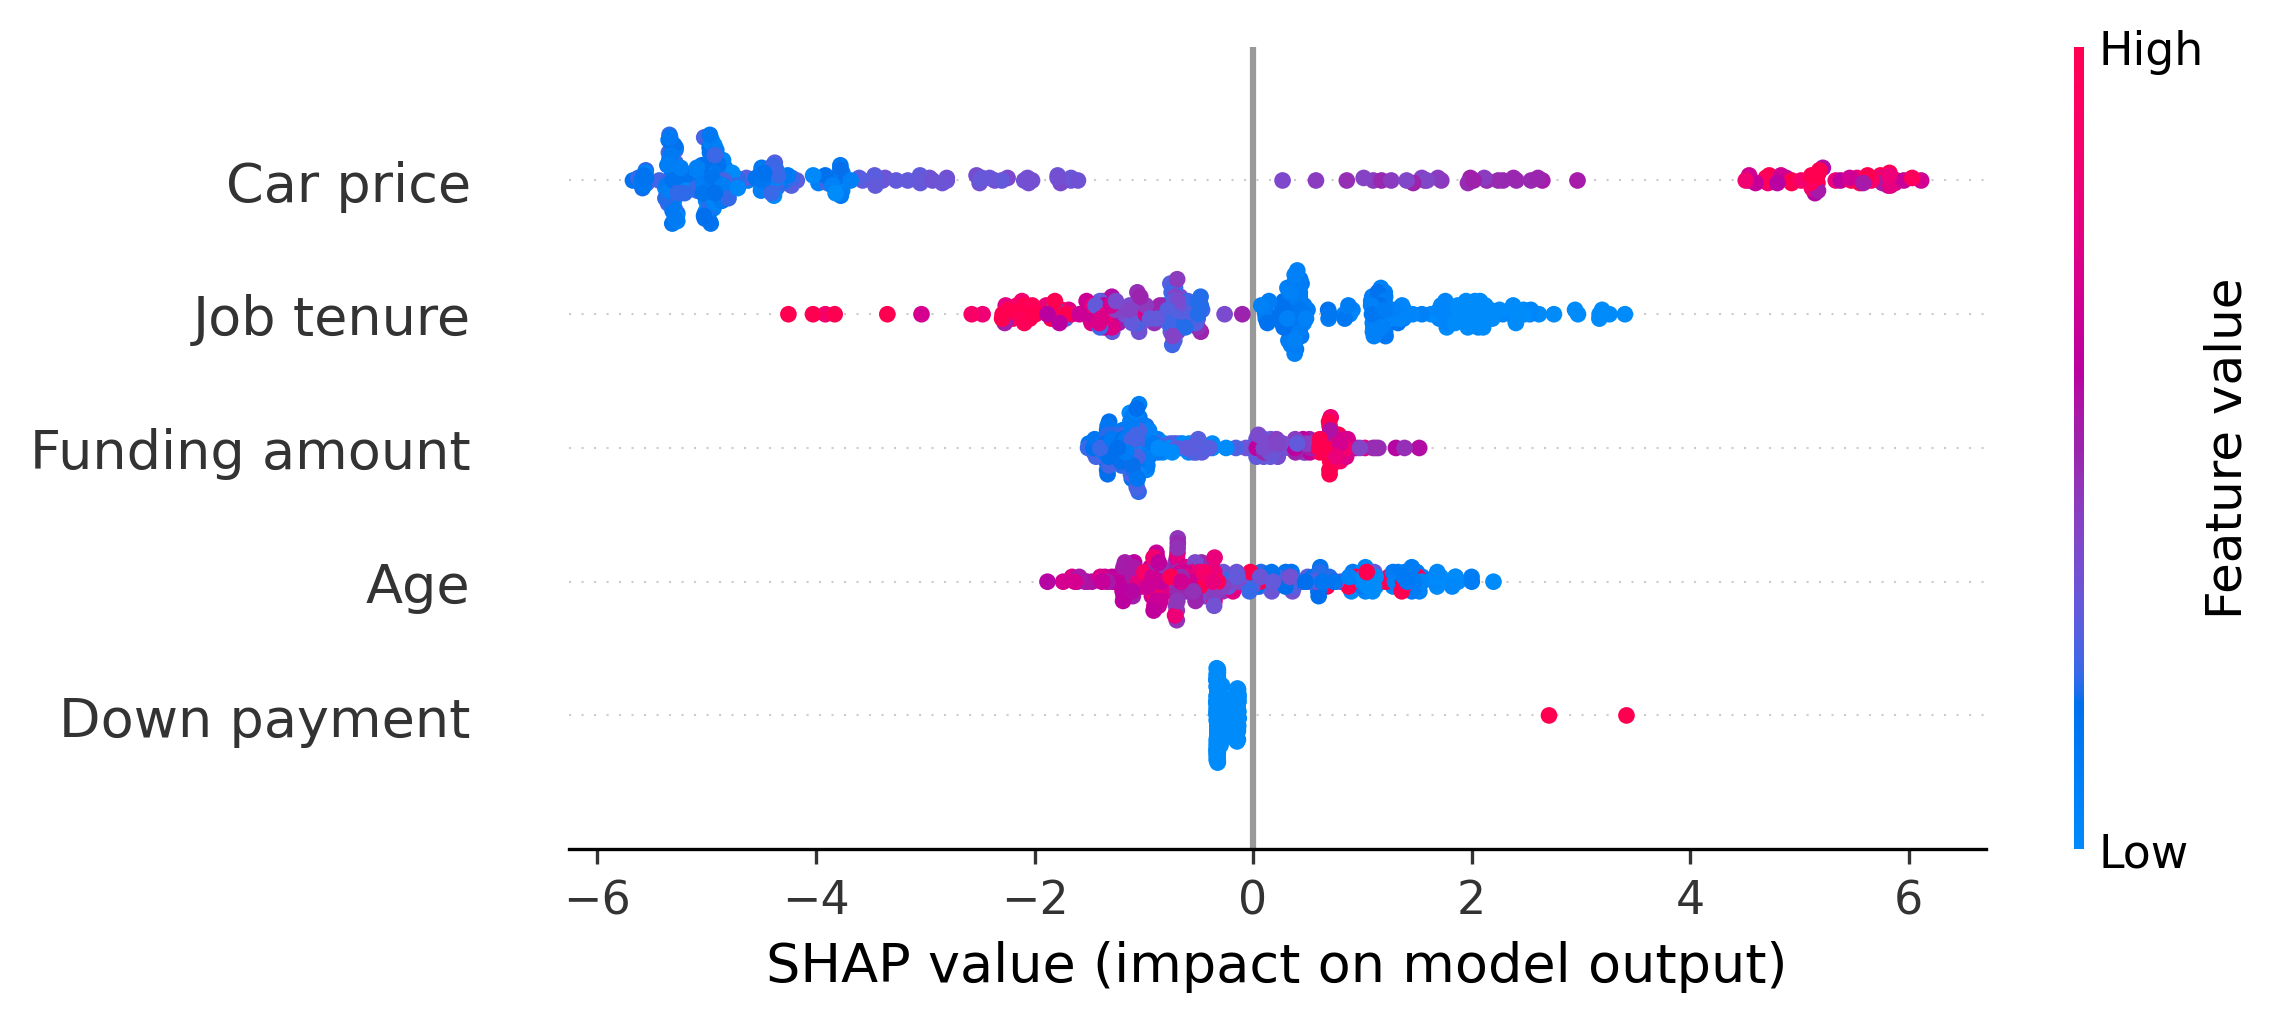 High
Car price
Job tenure
Funding amount
Age
Down payment
Feature value
Low
−6 −4 −2 0 2 4 6
SHAP value (impact on model output)